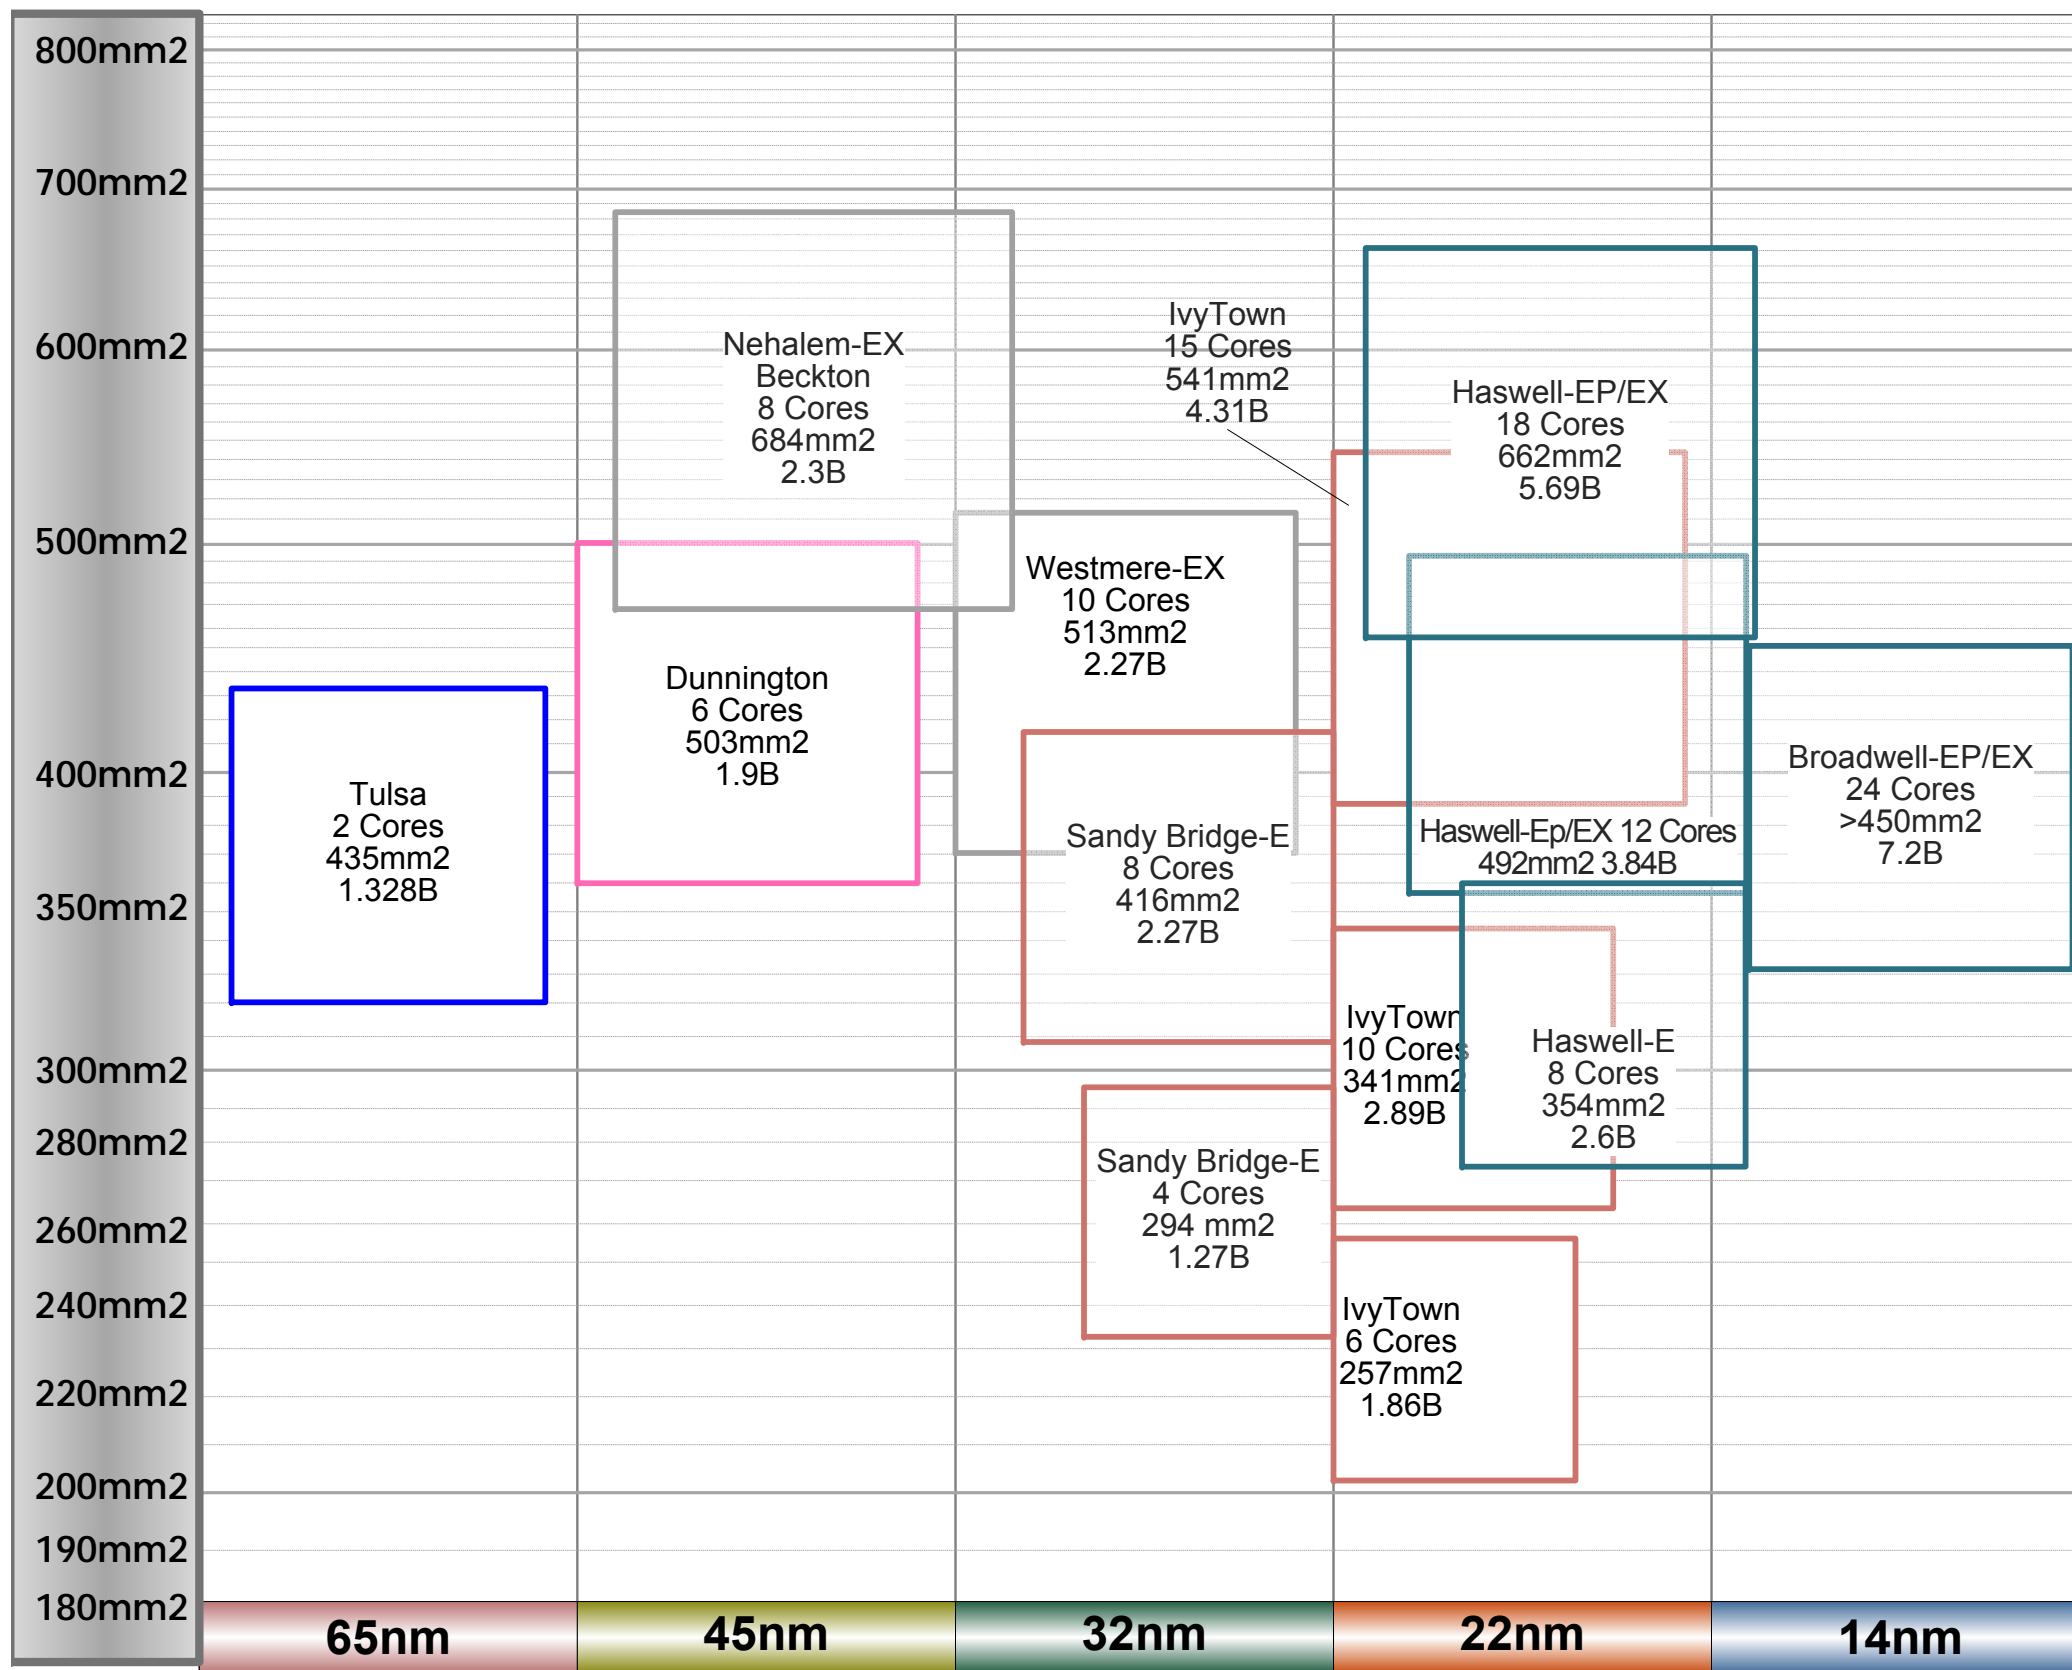 800mm2
700mm2
600mm2
500mm2
400mm2
350mm2
300mm2
280mm2
260mm2
240mm2
220mm2
200mm2
190mm2
180mm2
Tulsa
2 Cores
435mm2
1.328B
Nehalem-EX
Beckton
8 Cores
684mm2
2.3B
Dunnington
6 Cores
503mm2
1.9B
Westmere-EX
10 Cores
513mm2
2.27B
Sandy Bridge-E
8 Cores
416mm2
2.27B
Sandy Bridge-E
4 Cores
294 mm2
1.27B
IvyTown
15 Cores
541mm2
4.31B
Haswell-EP/EX
18 Cores
662mm2
5.69B
Haswell-Ep/EX 12 Cores
492mm2 3.84B
IvyTown
10 Cores
341mm2
2.89B
Haswell-E
8 Cores
354mm2
2.6B
IvyTown
6 Cores
257mm2
1.86B
Broadwell-EP/EX
24 Cores
>450mm2
7.2B
65nm
45nm
32nm
22nm
14nm